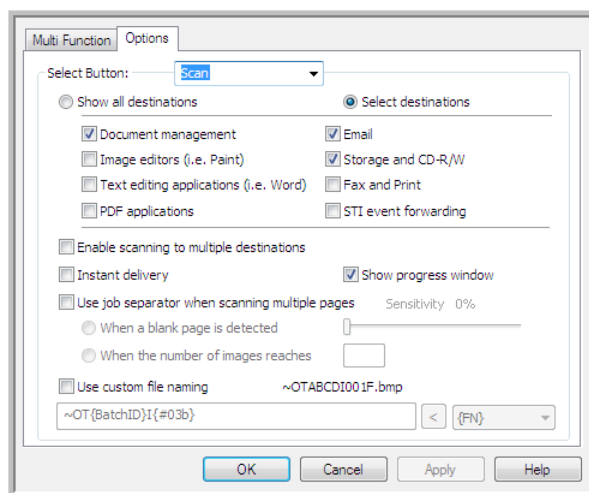 Multi Function Options
Select Button: Scan
Show all destinations Select destinations
Document management Email
Image editors (i.e. Paint) Storage and CD-R/W
Text editing applications (i.e. Word) Fax and Print
PDF applications STI event forwarding
Enable scanning to multiple destinations
Instant delivery Show progress window
Use job separator when scanning multiple pages Sensitivity 0%
When a blank page is detected
When the number of images reaches
Use custom file naming ~OTABCDI001F.bmp
~OT{BatchID}I{#03b} < {FN}
OK Cancel Apply Help